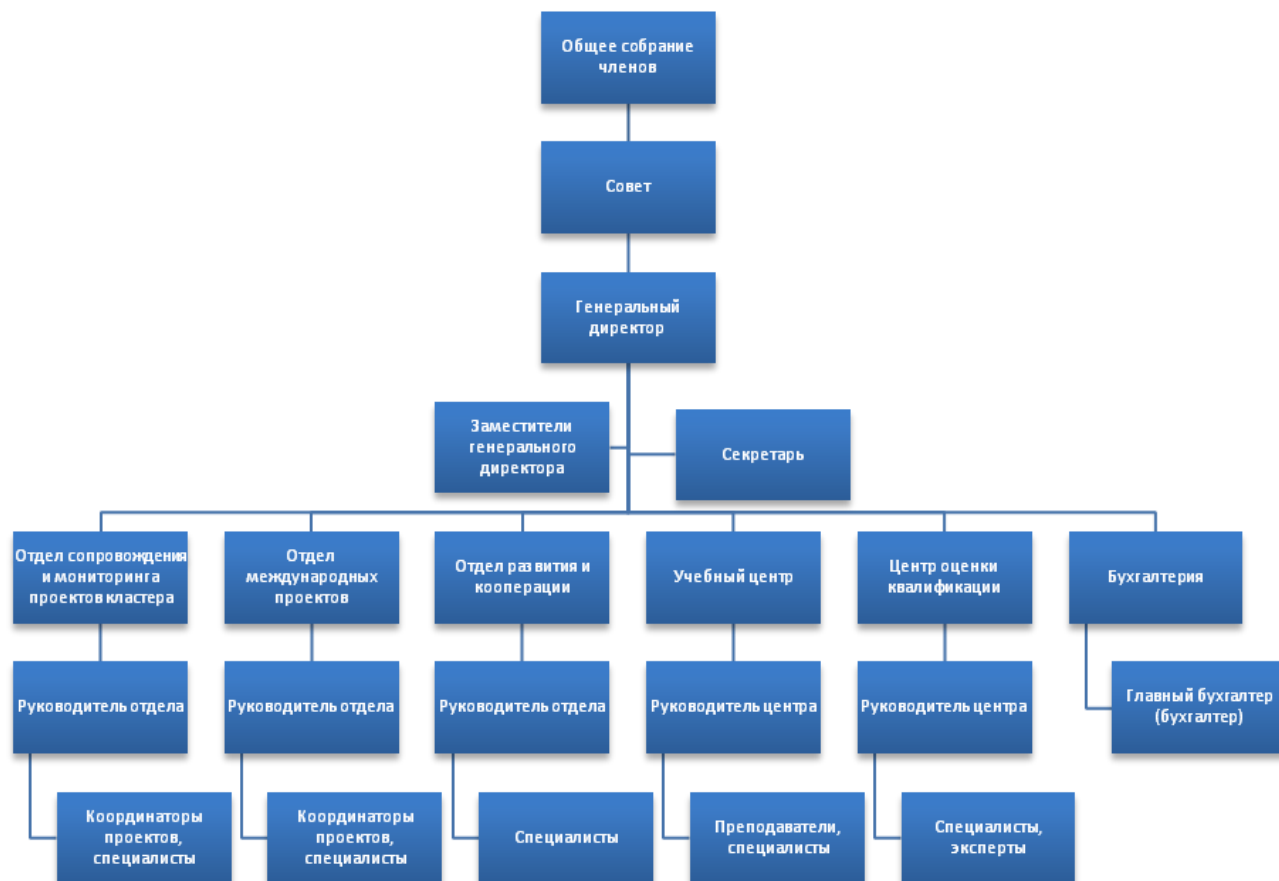 Общее собрание
членов
Совет
Генеральный
директор
Заместители
генерального
директора
Секретарь
Отдел сопровождения
и мониторинга
проектов кластера
Отдел
международных
проектов
Отдел развития и
кооперации
Учебный центр
Центр оценки
квалификации
Бухгалтерия
Руководитель отдела
Руководитель отдела
Руководитель отдела
Руководитель центра
Руководитель центра
Главный бухгалтер
(бухгалтер)
Координаторы
проектов,
специалисты
Координаторы
проектов,
специалисты
Специалисты
Преподаватели,
специалисты
Специалисты,
эксперты